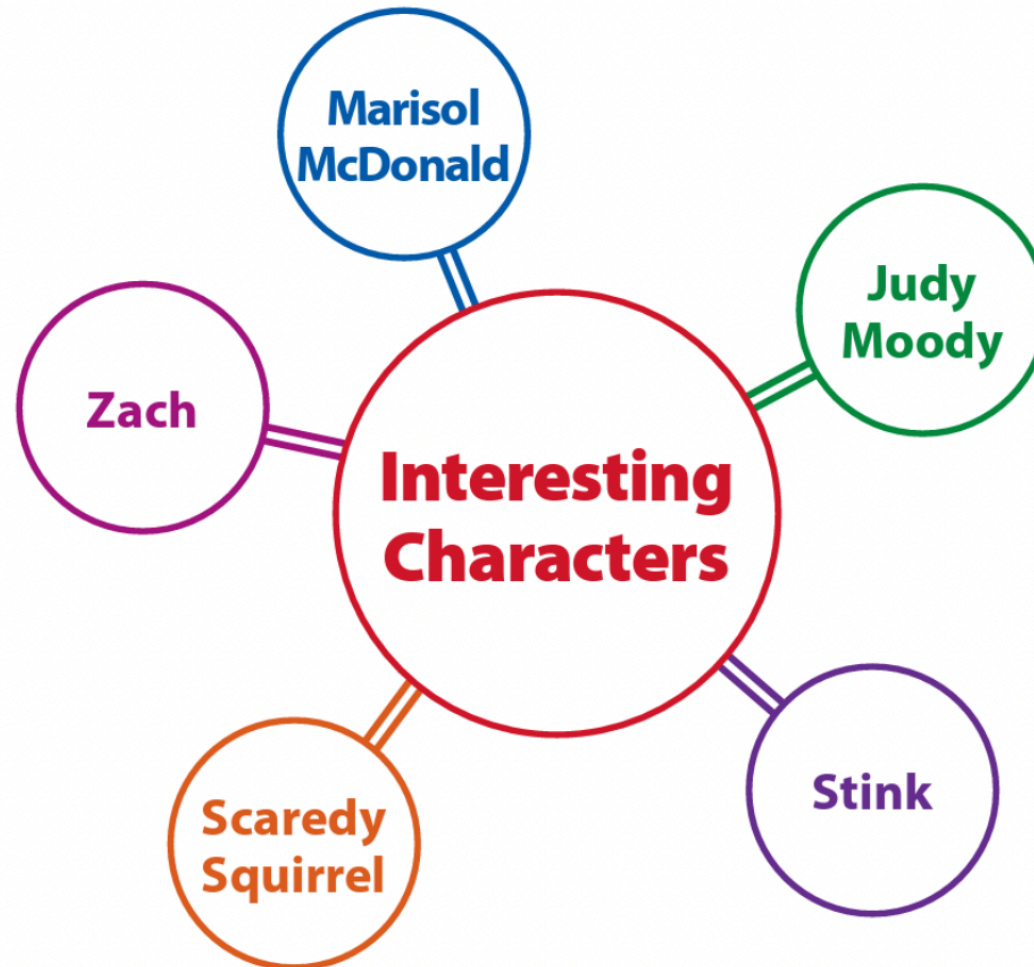 Marisol
McDonald
Judy
Moody
Zach
Interesting
Characters
Stink
Scaredy
Squirrel